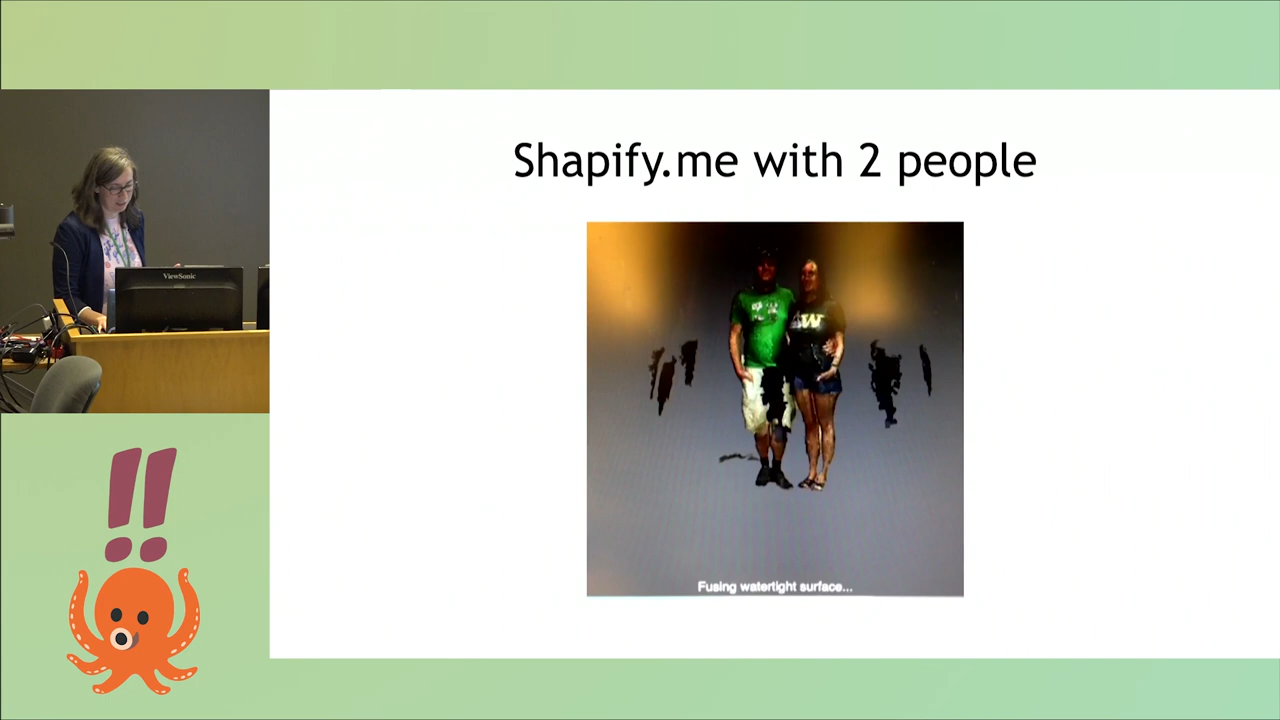 Shapify.me with 2 people
ViewSonic
W
Fusing watertight surface...
!!